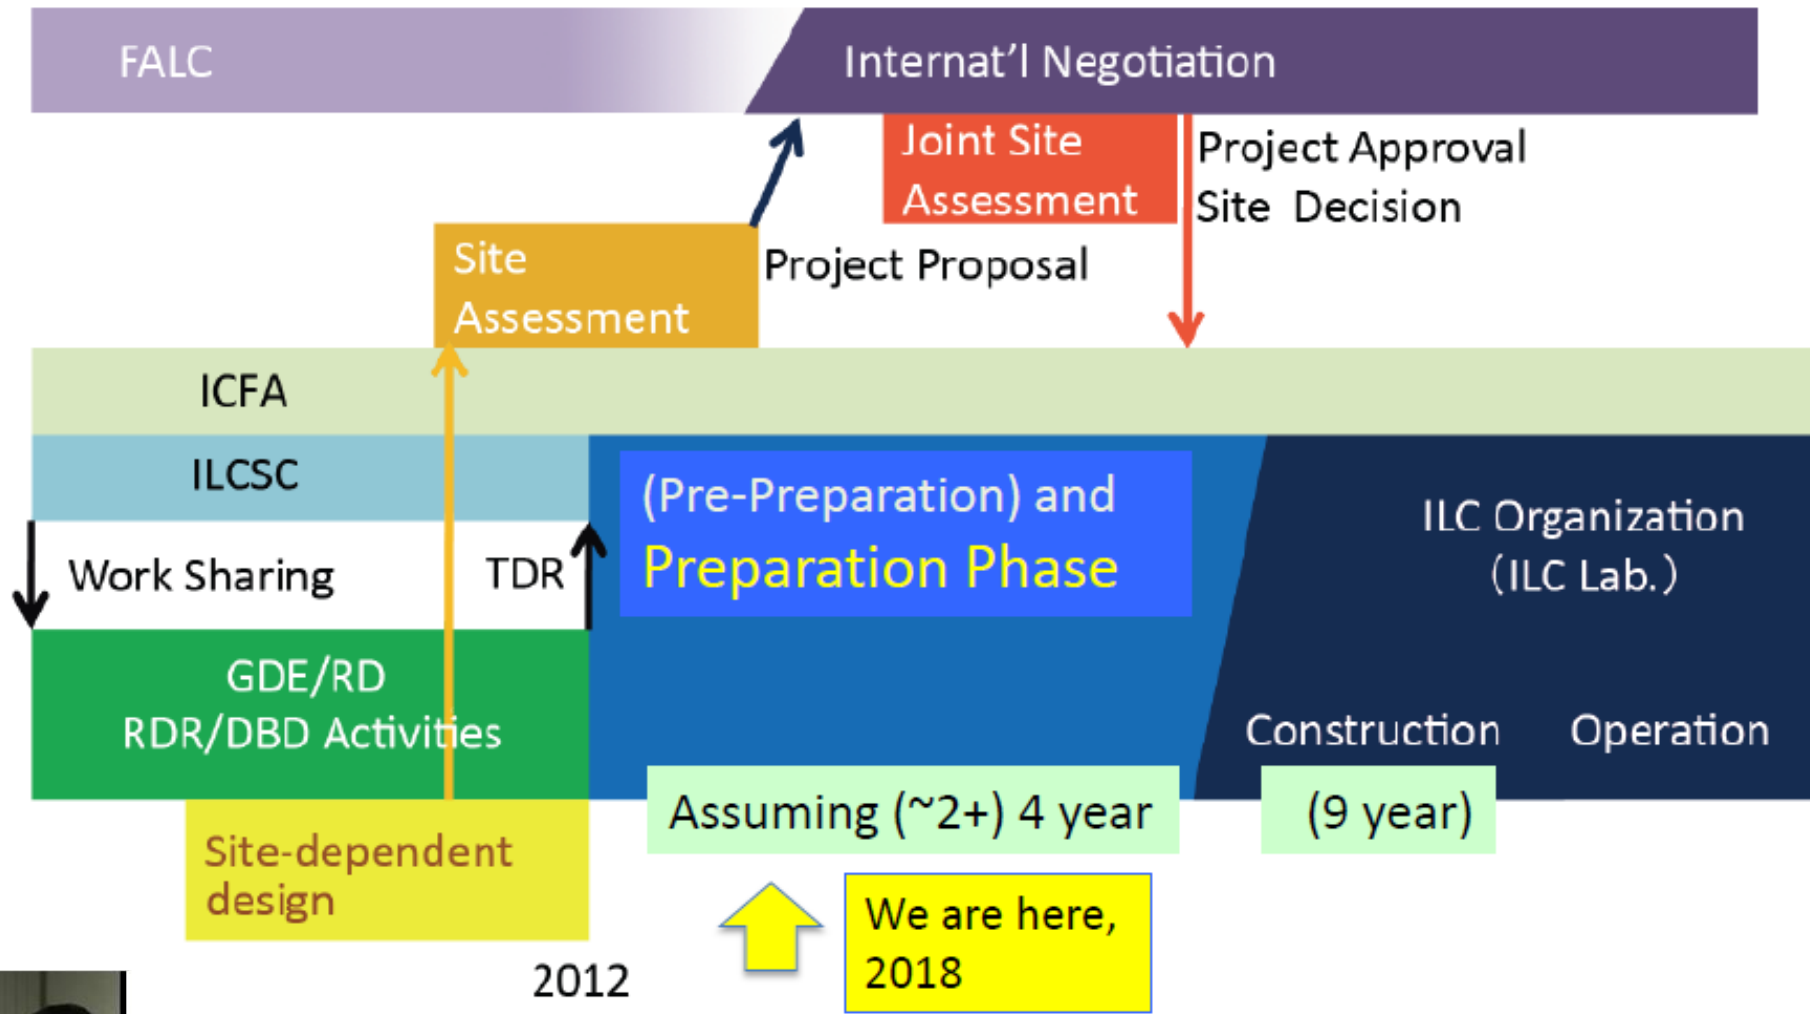 FALC
Internat’l Negotiation
Joint Site
Assessment
Project Approval
Site Decision
Site
Assessment
Project Proposal
ICFA
ILCSC
(Pre-Preparation) and
Preparation Phase
ILC Organization
(ILC Lab.)
Work Sharing
TDR
GDE/RD
RDR/DBD Activities
Construction
Operation
Assuming (~2+) 4 year
(9 year)
Site-dependent
design
We are here,
2018
2012